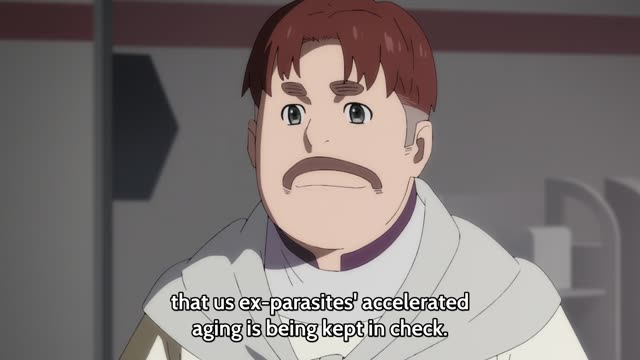 that us ex-parasites' accelerated
aging is being kept in check.